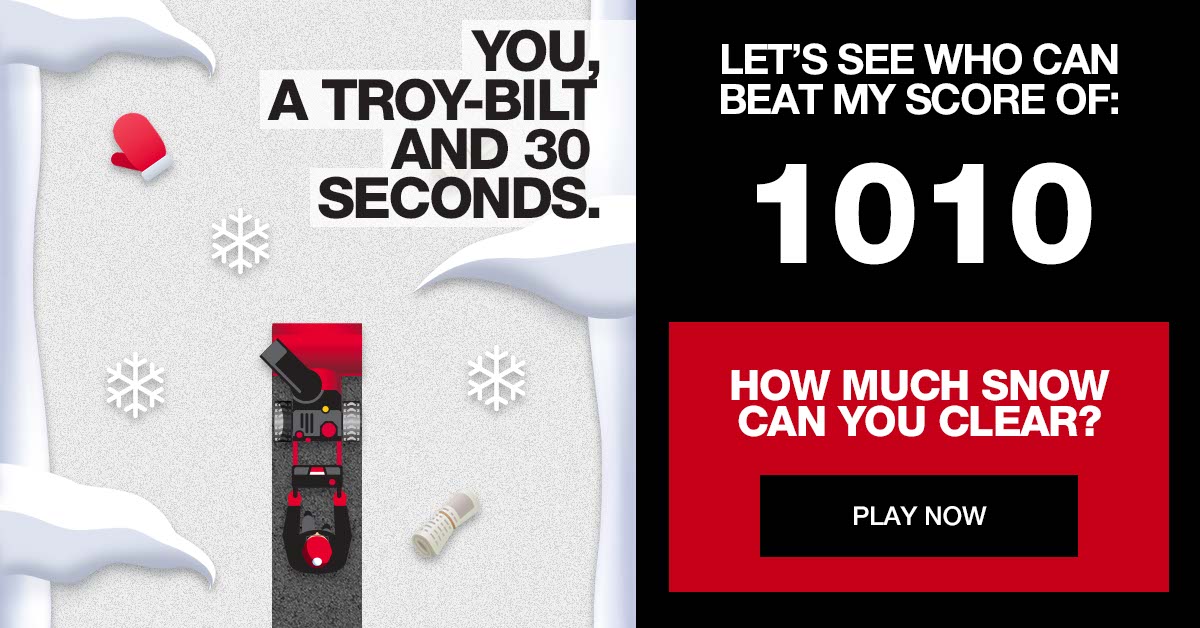 YOU,
A TROY-BILT
AND 30
SECONDS.
LET’S SEE WHO CAN
BEAT MY SCORE OF:
1010
HOW MUCH SNOW
CAN YOU CLEAR?
PLAY NOW